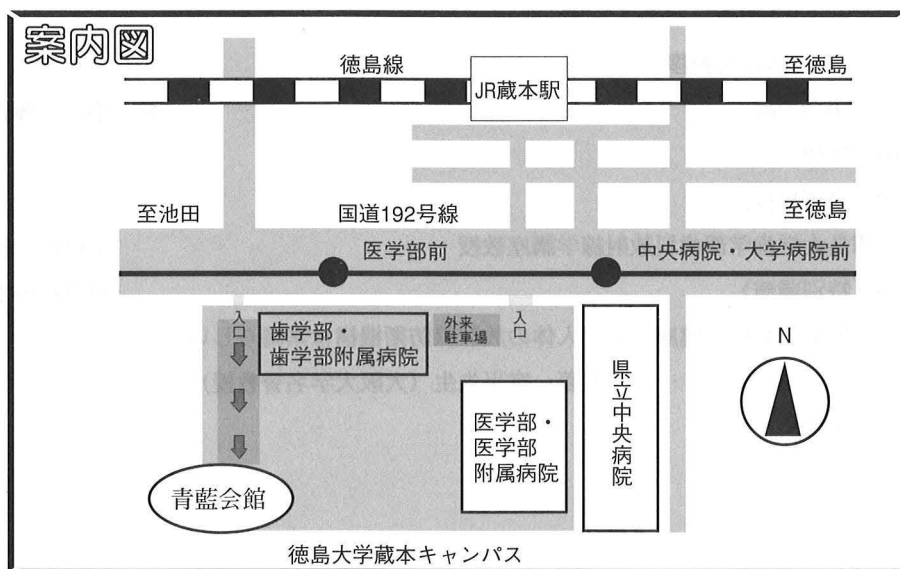 案内図
徳島線
JR蔵本駅
至徳島
至池田
国道192号線
至徳島
医学部前
中央病院・大学病院前
入口
歯学部・
歯学部附属病院
外来
駐車場
入口
県立中央病院
N
医学部・
医学部
附属病院
青藍会館
徳島大学蔵本キャンパス